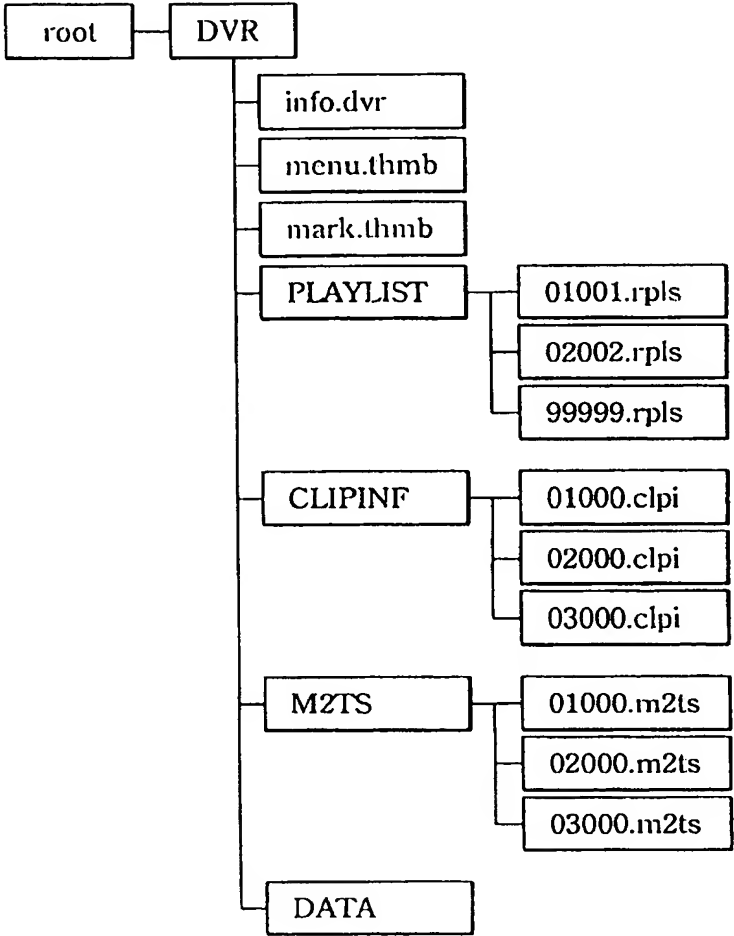 root DVR
info.dvr
menu.thmb
mark.thmb
PLAYLIST 01001.rpls
02002.rpls
99999.rpls
CLIPINF 01000.clpi
02000.clpi
03000.clpi
M2TS 01000.m2ts
02000.m2ts
03000.m2ts
DATA